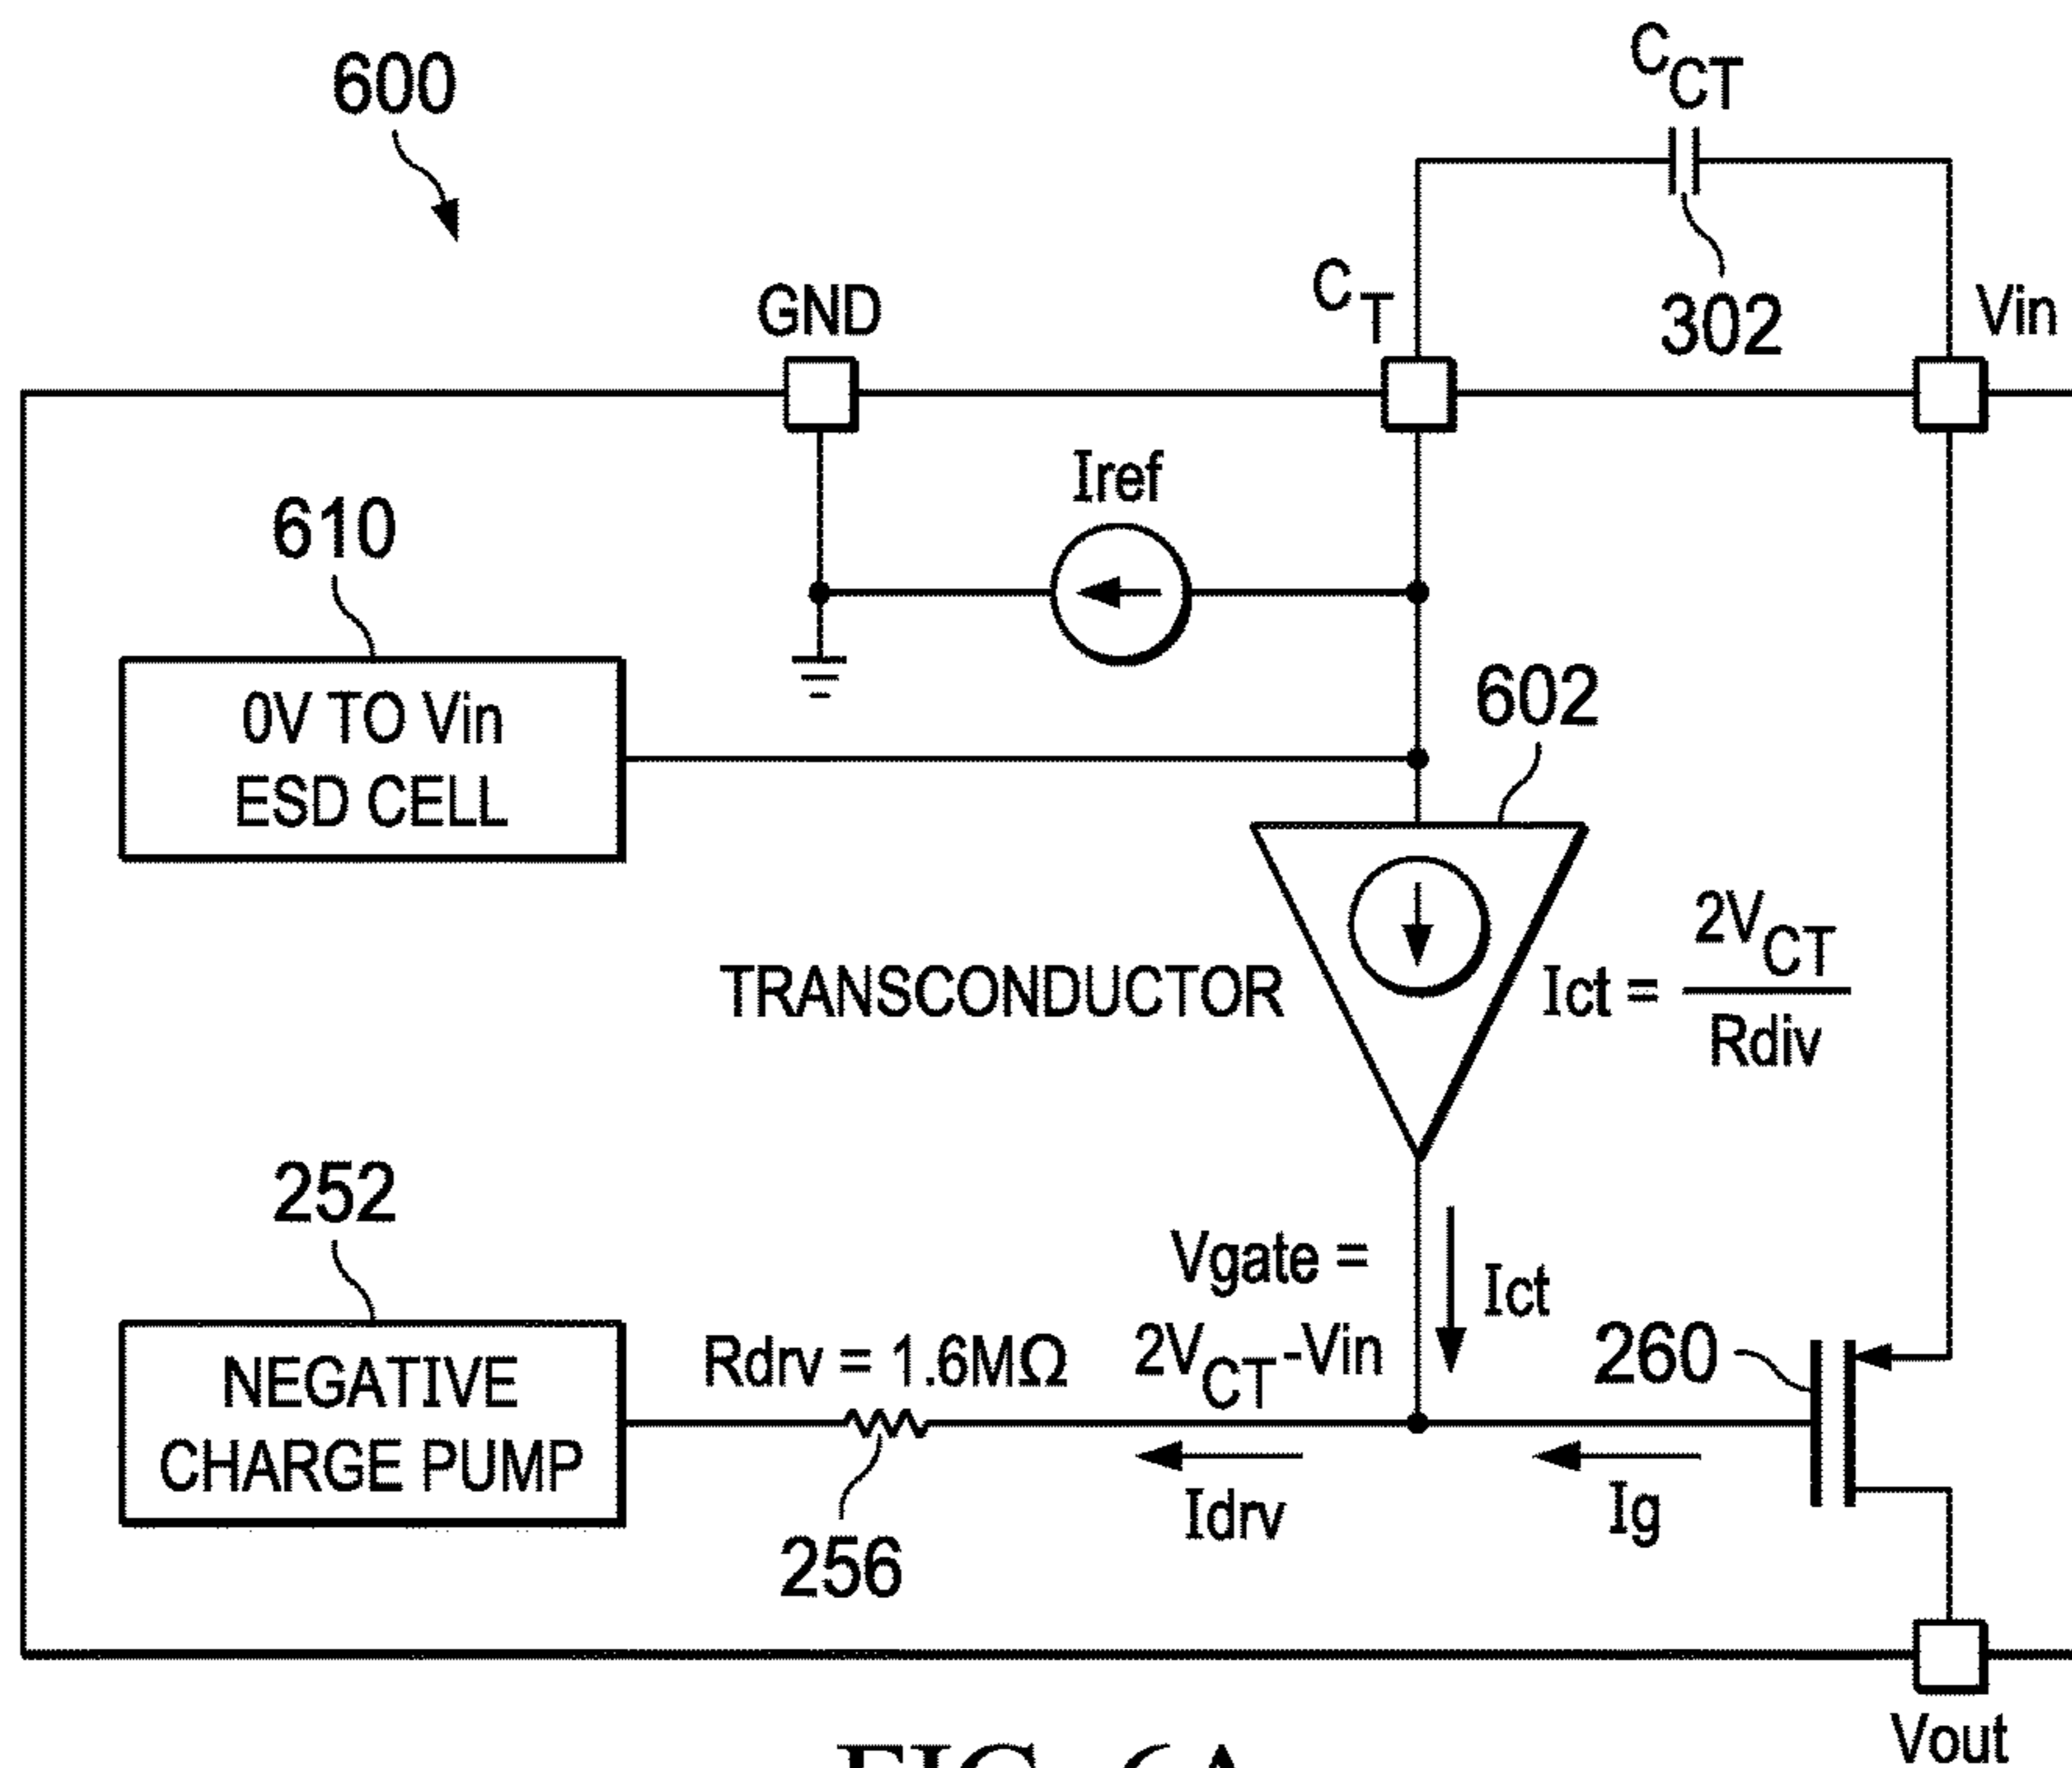 600
C_CT
302
GND
C_T
Vin
Iref
610
0V TO Vin
ESD CELL
602
TRANSCONDUCTOR
Ict = 2V_CT / Rdiv
252
NEGATIVE
CHARGE PUMP
Rdrv = 1.6MΩ
256
Vgate =
2V_CT-Vin
Ict
Idrv
Ig
260
Vout